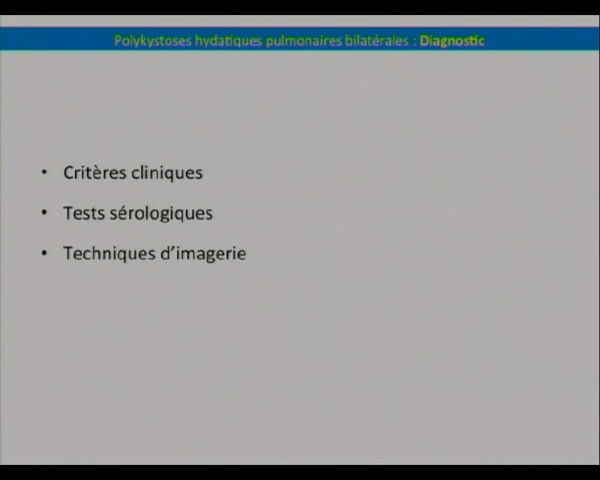 Polykystoses hydatiques pulmonaires bilatérales : Diagnostic
• Critères cliniques
• Tests sérologiques
• Techniques d'imagerie